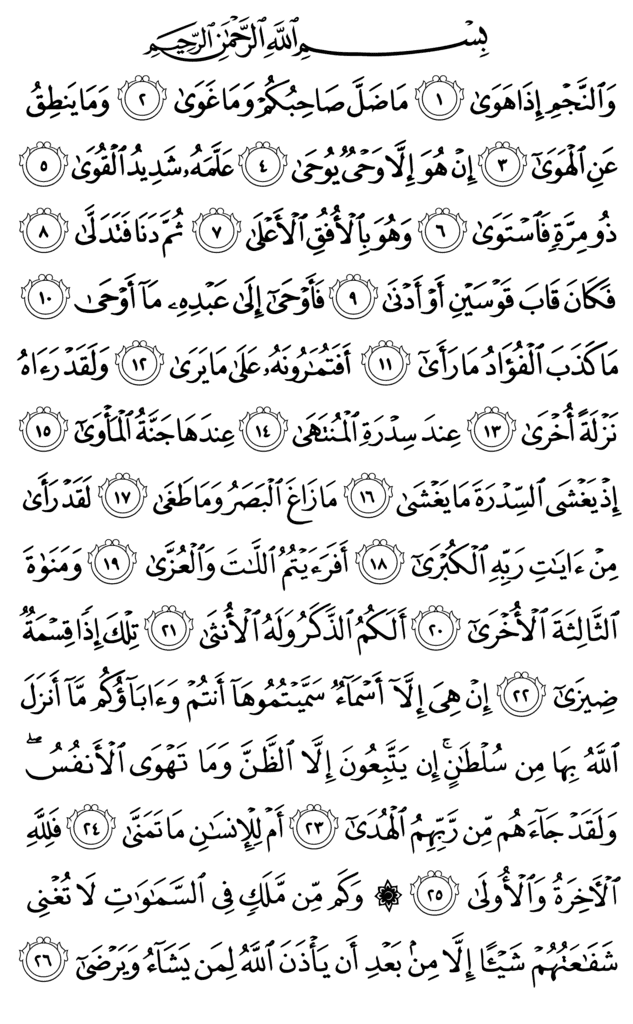 بِسْمِ ٱللَّهِ ٱلرَّحْمَٰنِ ٱلرَّحِيمِ
وَٱلنَّجْمِ إِذَا هَوَىٰ ١ مَا ضَلَّ صَاحِبُكُمْ وَمَا غَوَىٰ ٢ وَمَا يَنطِقُ
عَنِ ٱلْهَوَىٰٓ ٣ إِنْ هُوَ إِلَّا وَحْىٌ يُوحَىٰ ٤ عَلَّمَهُۥ شَدِيدُ ٱلْقُوَىٰ ٥
ذُو مِرَّةٍ فَٱسْتَوَىٰ ٦ وَهُوَ بِٱلْأُفُقِ ٱلْأَعْلَىٰ ٧ ثُمَّ دَنَا فَتَدَلَّىٰ ٨
فَكَانَ قَابَ قَوْسَيْنِ أَوْ أَدْنَىٰ ٩ فَأَوْحَىٰٓ إِلَىٰ عَبْدِهِۦ مَآ أَوْحَىٰ ١٠
مَا كَذَبَ ٱلْفُؤَادُ مَا رَأَىٰٓ ١١ أَفَتُمَٰرُونَهُۥ عَلَىٰ مَا يَرَىٰ ١٢ وَلَقَدْ رَءَاهُ
نَزْلَةً أُخْرَىٰ ١٣ عِندَ سِدْرَةِ ٱلْمُنتَهَىٰ ١٤ عِندَهَا جَنَّةُ ٱلْمَأْوَىٰٓ ١٥
إِذْ يَغْشَى ٱلسِّدْرَةَ مَا يَغْشَىٰ ١٦ مَا زَاغَ ٱلْبَصَرُ وَمَا طَغَىٰ ١٧ لَقَدْ رَأَىٰ
مِنْ ءَايَٰتِ رَبِّهِ ٱلْكُبْرَىٰٓ ١٨ أَفَرَءَيْتُمُ ٱللَّٰتَ وَٱلْعُزَّىٰ ١٩ وَمَنَوٰةَ
ٱلثَّالِثَةَ ٱلْأُخْرَىٰٓ ٢٠ أَلَكُمُ ٱلذَّكَرُ وَلَهُ ٱلْأُنثَىٰ ٢١ تِلْكَ إِذًا قِسْمَةٌ
ضِيزَىٰٓ ٢٢ إِنْ هِىَ إِلَّآ أَسْمَآءٌ سَمَّيْتُمُوهَآ أَنتُمْ وَءَابَآؤُكُم مَّآ أَنزَلَ
ٱللَّهُ بِهَا مِن سُلْطَٰنٍ ۚ إِن يَتَّبِعُونَ إِلَّا ٱلظَّنَّ وَمَا تَهْوَى ٱلْأَنفُسُ ۖ
وَلَقَدْ جَآءَهُم مِّن رَّبِّهِمُ ٱلْهُدَىٰٓ ٢٣ أَمْ لِلْإِنسَٰنِ مَا تَمَنَّىٰ ٢٤ فَلِلَّهِ
ٱلْءَاخِرَةُ وَٱلْأُولَىٰ ٢٥ ۞ وَكَم مِّن مَّلَكٍ فِى ٱلسَّمَٰوَٰتِ لَا تُغْنِى
شَفَٰعَتُهُمْ شَيْـًٔا إِلَّا مِنۢ بَعْدِ أَن يَأْذَنَ ٱللَّهُ لِمَن يَشَآءُ وَيَرْضَىٰٓ ٢٦